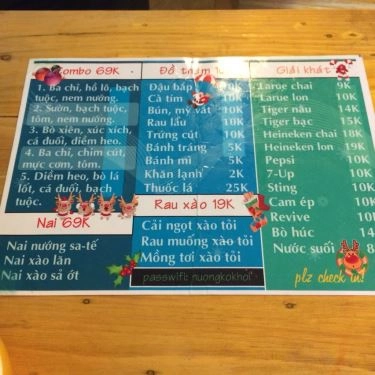 Combo 69K
1. Ba chỉ, hồ lô, bạch
tuộc, nem nướng.
2. Sườn, bạch tuộc,
tôm, nem nướng.
3. Bò xiên, xúc xích,
cá đuối, diềm heo.
4. Ba chỉ, chim cút,
mực cơm, tôm.
5. Diềm heo, bò lá
lốt, cá đuối, bạch
tuộc.
Nai 69K
Nai nướng sa-tế
Nai xào lăn
Nai xào sả ớt
Đồ thêm
Đậu bắp
Cà tím 10K
Bún, mỳ vắt
Rau lẩu 10K
Trứng cút 10K
Bánh tráng 5K
Bánh mì 5K
Khăn lạnh 2K
Thuốc lá 25K
Rau xào 19K
Cải ngọt xào tỏi
Rau muống xào tỏi
Mồng tơi xào tỏi
passwifi: nuongkokhoi
Giải khát
Larue chai 9K
Larue lon 10K
Tiger nâu 14K
Tiger bạc 15K
Heineken chai 18K
Heineken lon 19K
Pepsi 10K
7-Up 10K
Sting 10K
Cam ép 10K
Revive 10K
Bò húc 14K
Nước suối 8
plz check in!